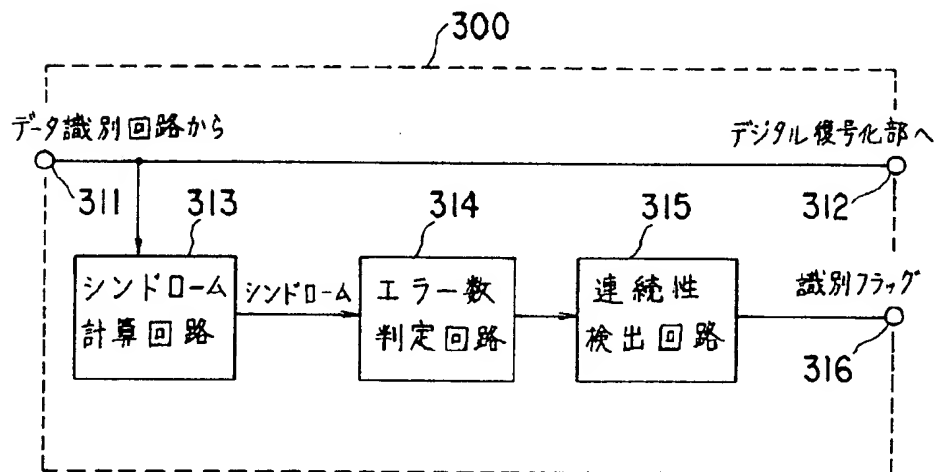 300
データ識別回路から
デジタル復号化部へ
311
313
314
315
312
シンドローム
計算回路
シンドローム
エラー数
判定回路
連続性
検出回路
識別フラッグ
316